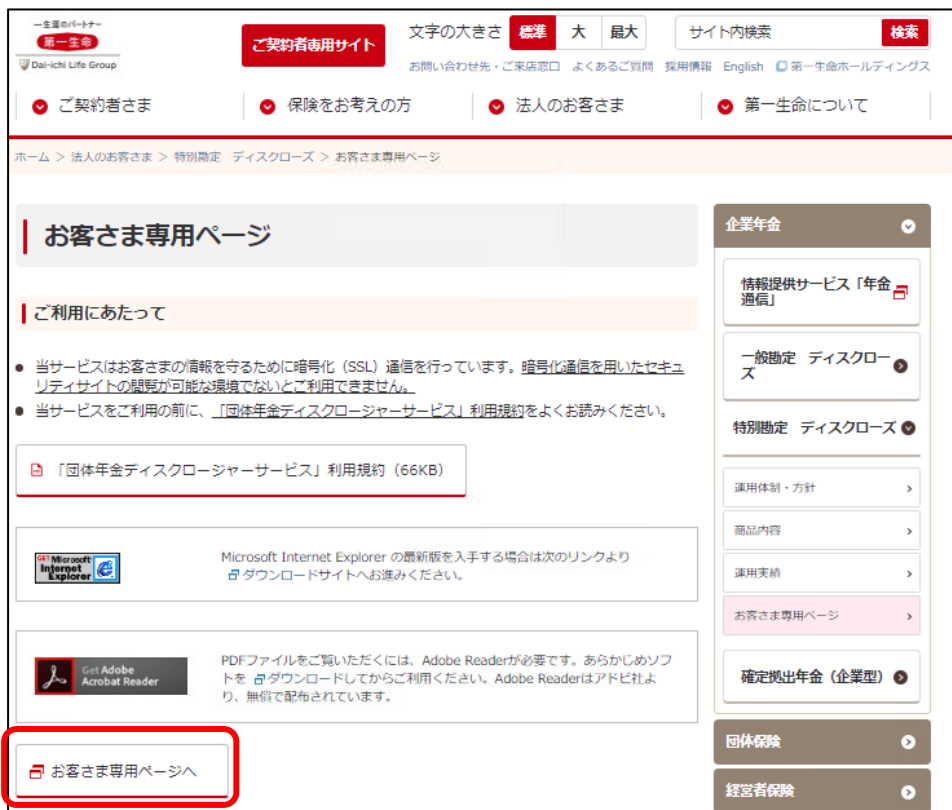 一生涯のパートナー
第一生命
Dai-ichi Life Group
ご契約者専用サイト
文字の大きさ 標準 大 最大
サイト内検索 検索
お問い合わせ先・ご来店窓口 よくあるご質問 採用情報 English 第一生命ホールディングス
ご契約者さま 保険をお考えの方 法人のお客さま 第一生命について
ホーム > 法人のお客さま > 特別勘定 ディスクローズ > お客さま専用ページ
お客さま専用ページ
ご利用にあたって
● 当サービスはお客さまの情報を守るために暗号化（SSL）通信を行っています。暗号化通信を用いたセキュ
リティサイトの閲覧が可能な環境でないとご利用できません。
● 当サービスをご利用の前に、「団体年金ディスクロージャーサービス」利用規約をよくお読みください。
「団体年金ディスクロージャーサービス」利用規約（66KB）
GET Microsoft
Internet
Explorer
Microsoft Internet Explorer の最新版を入手する場合は次のリンクより
ダウンロードサイトへお進みください。
Get Adobe
Acrobat Reader
PDFファイルをご覧いただくには、Adobe Readerが必要です。あらかじめソフ
トを ダウンロードしてからご利用ください。Adobe Readerはアドビ社よ
り、無償で配布されています。
お客さま専用ページへ
企業年金
情報提供サービス「年金
通信」
一般勘定 ディスクロー
ズ
特別勘定 ディスクローズ
運用体制・方針
商品内容
運用実績
お客さま専用ページ
確定拠出年金（企業型）
団体保険
経営者保険